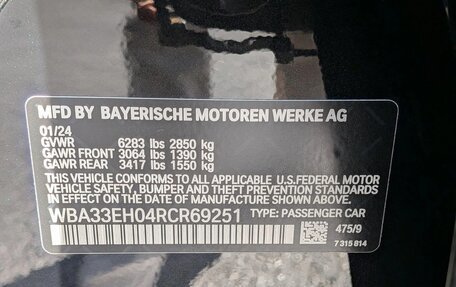 MFD BY BAYERISCHE MOTOREN WERKE AG
01/24
GVWR 6283 lbs 2850 kg
GAWR FRONT 3064 lbs 1390 kg
GAWR REAR 3417 lbs 1550 kg
THIS VEHICLE CONFORMS TO ALL APPLICABLE U.S.FEDERAL MOTOR
VEHICLE SAFETY, BUMPER, AND THEFT PREVENTION STANDARDS
IN EFFECT ON THE DATE OF MANUFACTURE SHOWN ABOVE.
WBA33EH04RCR69251 TYPE: PASSENGER CAR
475/9
7 315 814